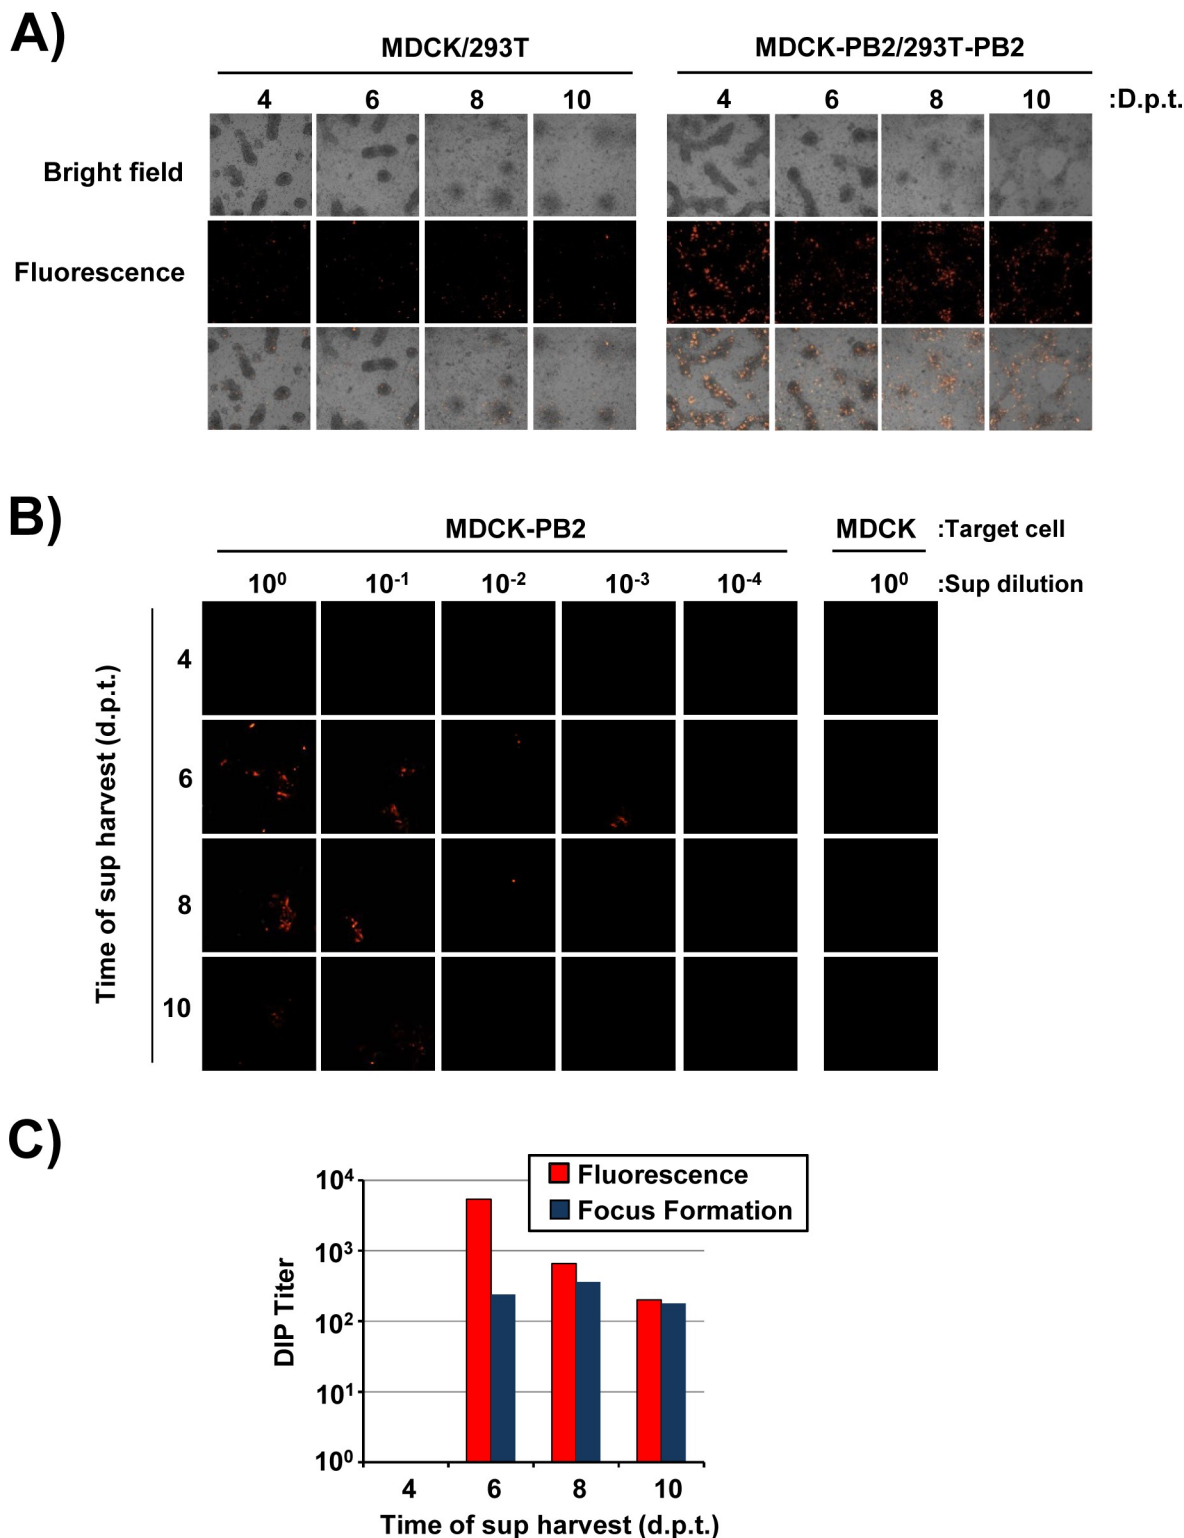 A)
MDCK/293T MDCK-PB2/293T-PB2
4 6 8 10 4 6 8 10 :D.p.t.
Bright field
Fluorescence
B)
MDCK-PB2 MDCK :Target cell
10⁰ 10⁻¹ 10⁻² 10⁻³ 10⁻⁴ 10⁰ :Sup dilution
Time of sup harvest (d.p.t.)
4
6
8
10
C)
Fluorescence
Focus Formation
DIP Titer
10⁴
10³
10²
10¹
10⁰
4 6 8 10
Time of sup harvest (d.p.t.)